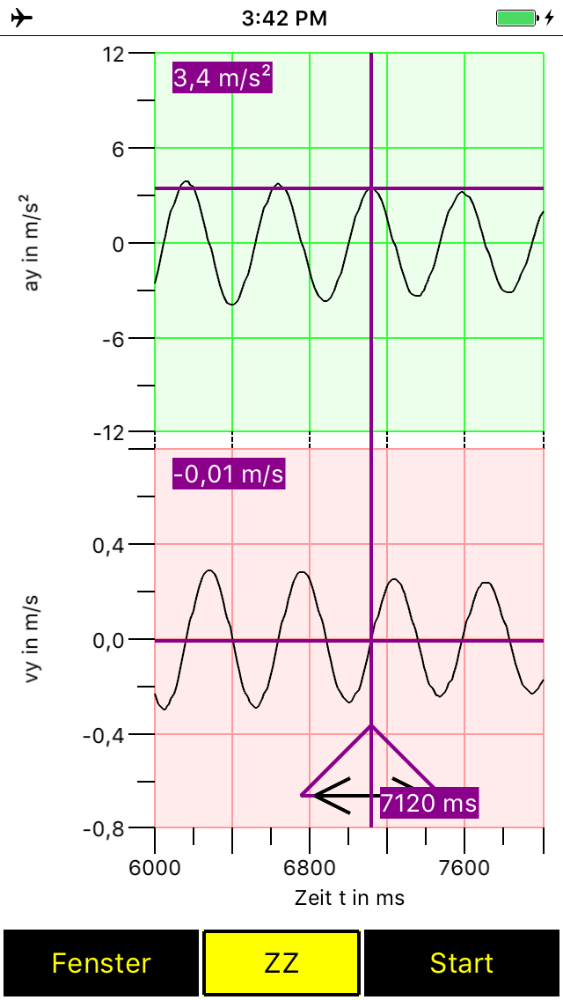 3:42 PM
12
3,4 m/s²
6
ay in m/s²
0
-6
-12
-0,01 m/s
0,4
vy in m/s
0,0
-0,4
7120 ms
-0,8
6000 6800 7600
Zeit t in ms
Fenster ZZ Start